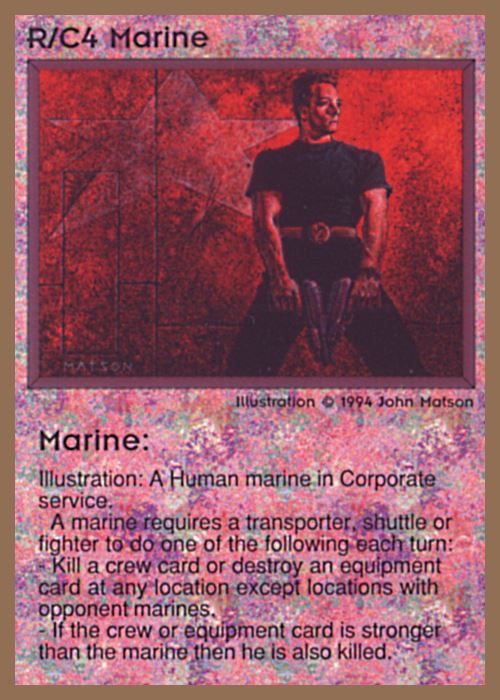 R/C4 Marine
MATSON
Illustration © 1994 John Matson
Marine:
Illustration: A Human marine in Corporate
service.
A marine requires a transporter, shuttle or
fighter to do one of the following each turn:
- Kill a crew card or destroy an equipment
card at any location except locations with
opponent marines.
- If the crew or equipment card is stronger
than the marine then he is also killed.